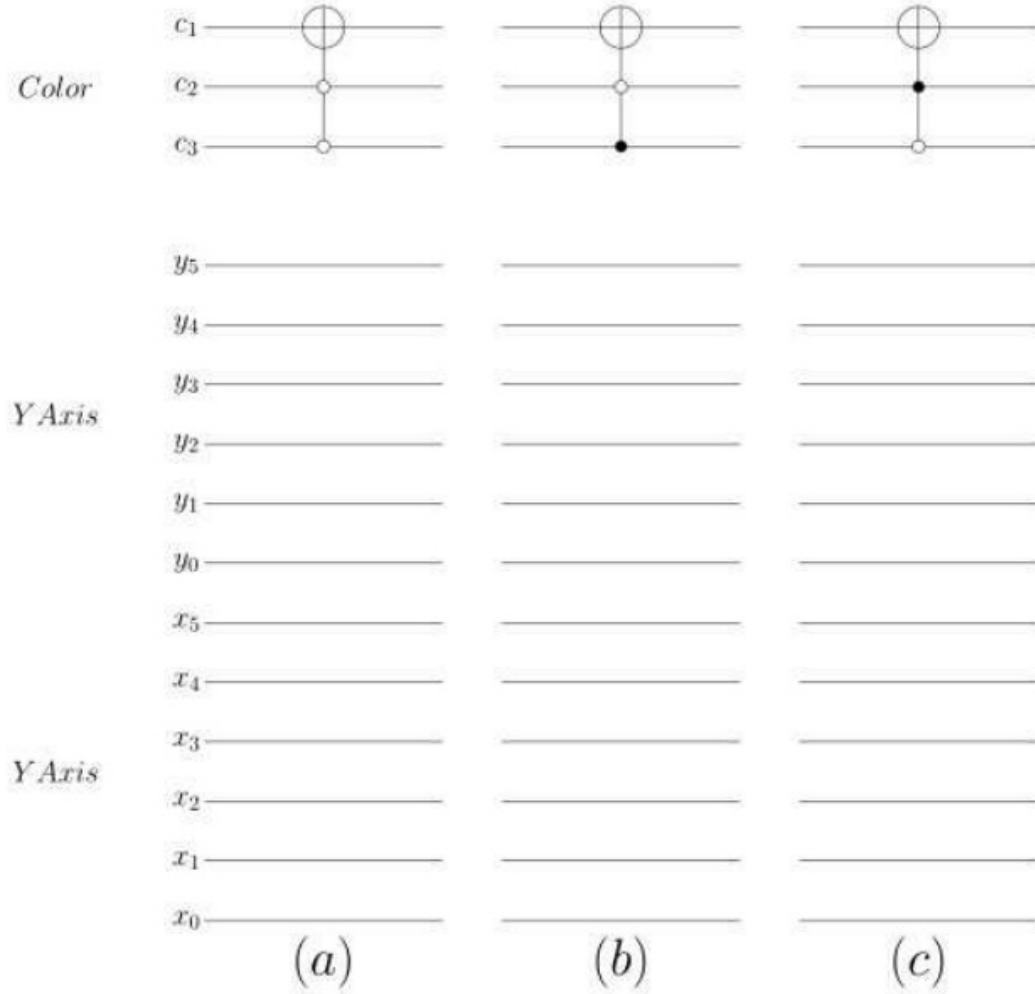 c₁
Color
c₂
c₃
y₅
y₄
y₃
Y Axis
y₂
y₁
y₀
x₅
x₄
x₃
Y Axis
x₂
x₁
x₀
(a) (b) (c)